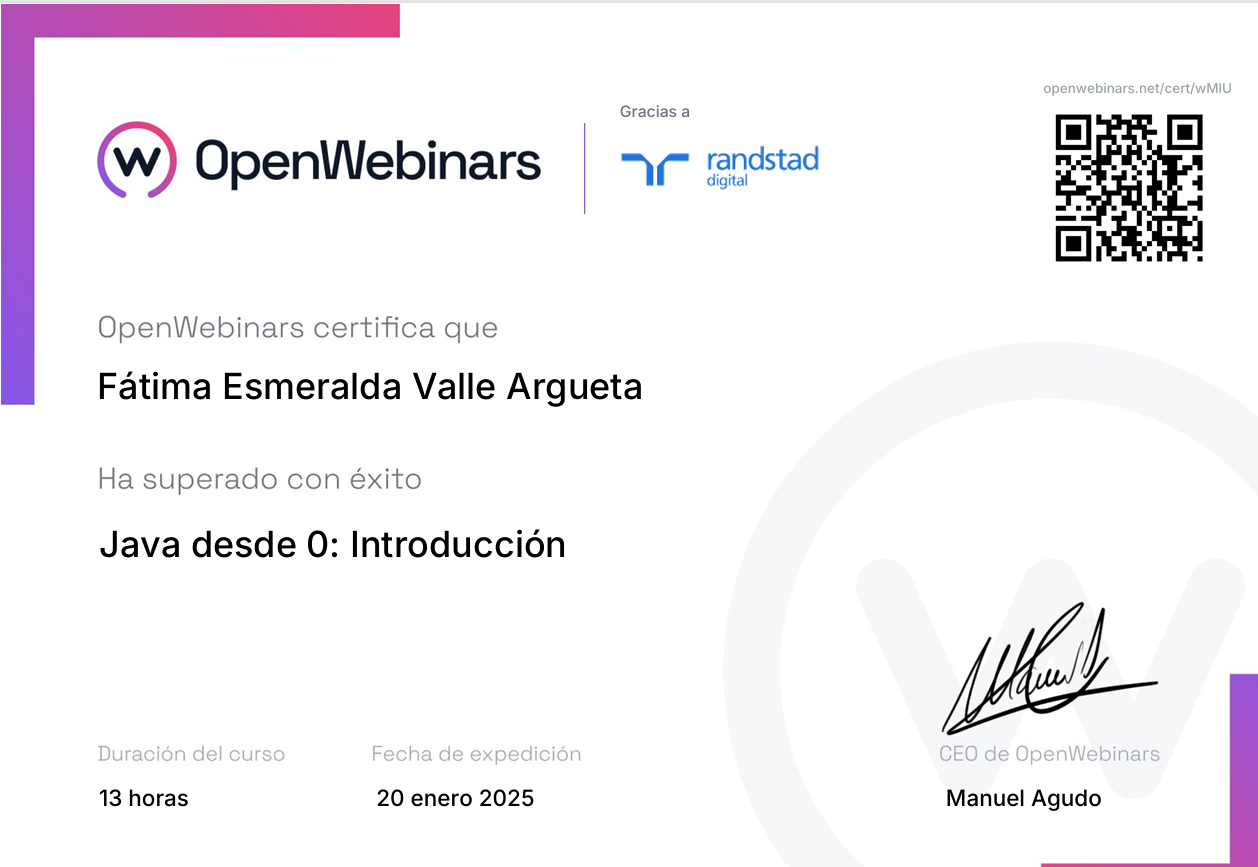 openwebinars.net/cert/wMIU
Gracias a
OpenWebinars
randstad
digital
OpenWebinars certifica que
Fátima Esmeralda Valle Argueta
Ha superado con éxito
Java desde 0: Introducción
Duración del curso
Fecha de expedición
CEO de OpenWebinars
13 horas
20 enero 2025
Manuel Agudo